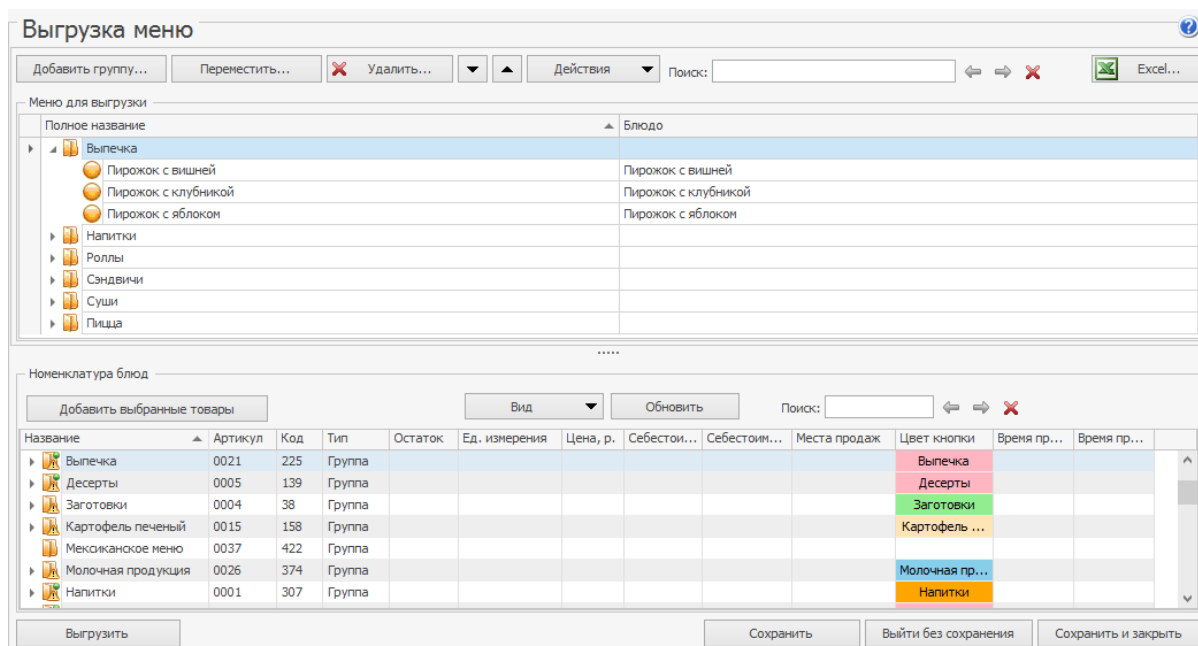 Выгрузка меню
Добавить группу... Переместить... Удалить... Действия Поиск: Excel...
Меню для выгрузки
Полное название Блюдо
Выпечка
Пирожок с вишней Пирожок с вишней
Пирожок с клубникой Пирожок с клубникой
Пирожок с яблоком Пирожок с яблоком
Напитки
Роллы
Сэндвичи
Суши
Пицца
Номенклатура блюд
Добавить выбранные товары Вид Обновить Поиск:
Название Артикул Код Тип Остаток Ед. измерения Цена, р. Себестои... Себестоим... Места продаж Цвет кнопки Время пр... Время пр...
Выпечка 0021 225 Группа Выпечка
Десерты 0005 139 Группа Десерты
Заготовки 0004 38 Группа Заготовки
Картофель печеный 0015 158 Группа Картофель ...
Мексиканское меню 0037 422 Группа
Молочная продукция 0026 374 Группа Молочная пр...
Напитки 0001 307 Группа Напитки
Выгрузить Сохранить Выйти без сохранения Сохранить и закрыть